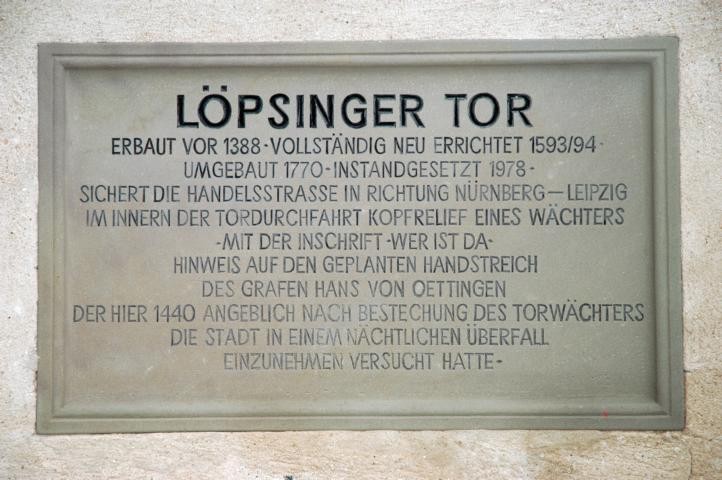 LÖPSINGER TOR
ERBAUT VOR 1388-VOLLSTÄNDIG NEU ERRICHTET 1593/94-
UMGEBAUT 1770-INSTANDGESETZT 1978-
SICHERT DIE HANDELSSTRASSE IN RICHTUNG NÜRNBERG—LEIPZIG
IM INNERN DER TORDURCHFAHRT KOPFRELIEF EINES WÄCHTERS
-MIT DER INSCHRIFT-WER IST DA-
HINWEIS AUF DEN GEPLANTEN HANDSTREICH
DES GRAFEN HANS VON OETTINGEN
DER HIER 1440 ANGEBLICH NACH BESTECHUNG DES TORWÄCHTERS
DIE STADT IN EINEM NÄCHTLICHEN ÜBERFALL
EINZUNEHMEN VERSUCHT HATTE-